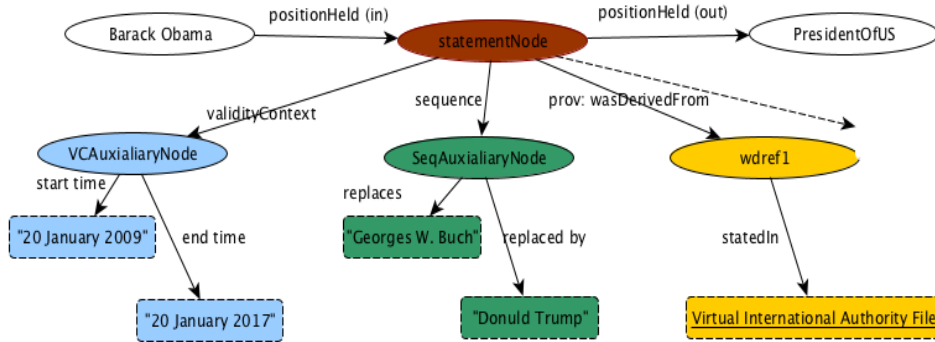 positionHeld (in)
positionHeld (out)
Barack Obama
statementNode
PresidentOfUS
validityContext
sequence
prov: wasDerivedFrom
VCAuxialiaryNode
SeqAuxialiaryNode
wdref1
start time
replaces
"20 January 2009"
end time
"Georges W. Buch"
replaced by
statedIn
"20 January 2017"
"Donuld Trump"
Virtual International Authority File